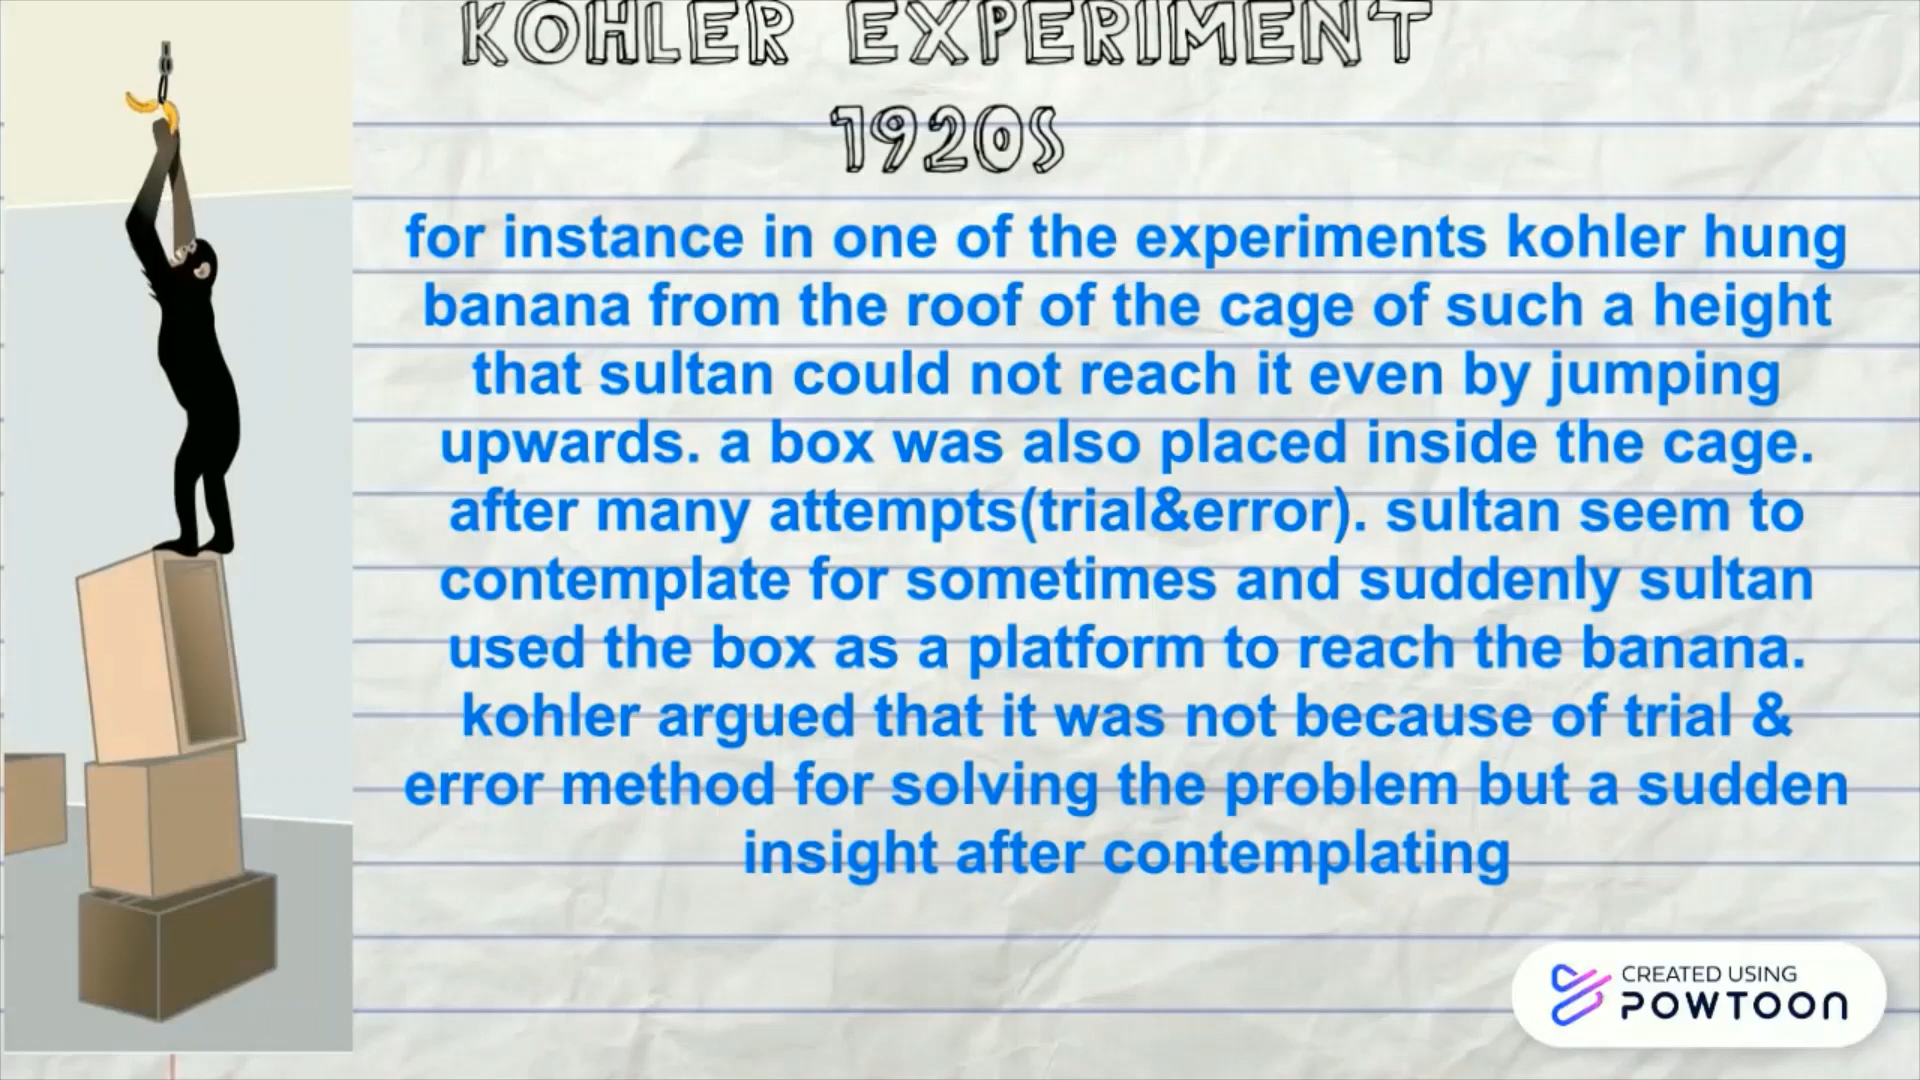 KOHLER EXPERIMENT
1920S
for instance in one of the experiments kohler hung
banana from the roof of the cage of such a height
that sultan could not reach it even by jumping
upwards. a box was also placed inside the cage.
after many attempts(trial&error). sultan seem to
contemplate for sometimes and suddenly sultan
used the box as a platform to reach the banana.
kohler argued that it was not because of trial &
error method for solving the problem but a sudden
insight after contemplating
CREATED USING
POWTOON